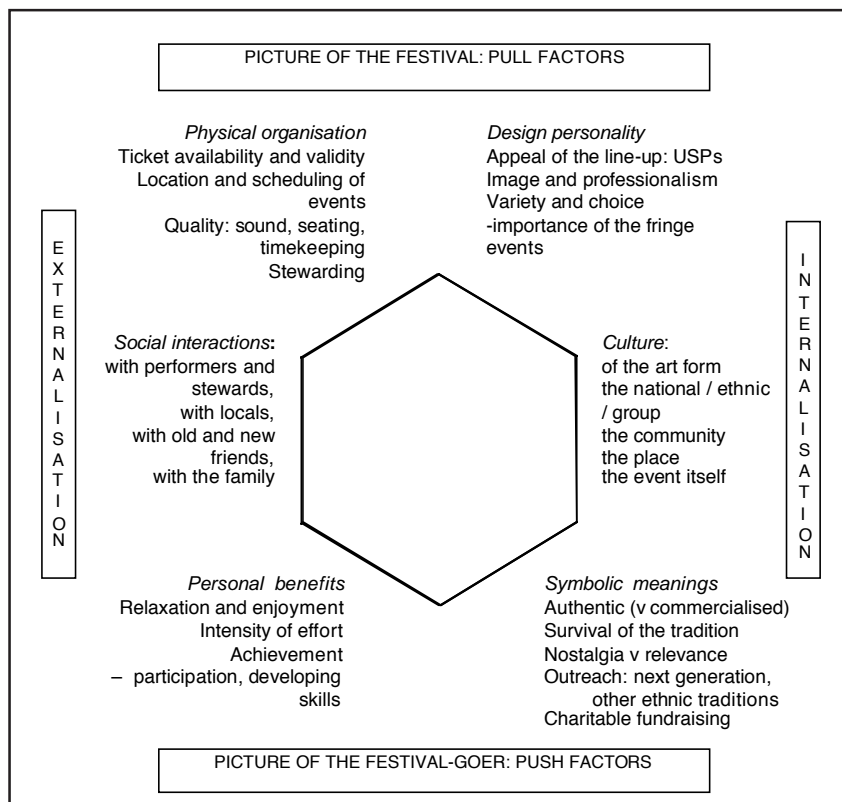 PICTURE OF THE FESTIVAL: PULL FACTORS
Physical organisation
Ticket availability and validity
Location and scheduling of
events
Quality: sound, seating,
timekeeping
Stewarding
Design personality
Appeal of the line-up: USPs
Image and professionalism
Variety and choice
-importance of the fringe
events
EXTERNALISATION
Social interactions:
with performers and
stewards,
with locals,
with old and new
friends,
with the family
Culture:
of the art form
the national / ethnic
/ group
the community
the place
the event itself
INTERNALISATION
Personal benefits
Relaxation and enjoyment
Intensity of effort
Achievement
– participation, developing
skills
Symbolic meanings
Authentic (v commercialised)
Survival of the tradition
Nostalgia v relevance
Outreach: next generation,
other ethnic traditions
Charitable fundraising
PICTURE OF THE FESTIVAL-GOER: PUSH FACTORS